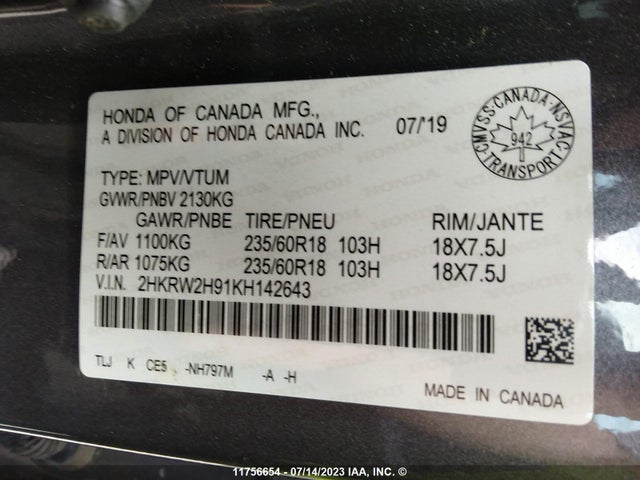 HONDA OF CANADA MFG.,
A DIVISION OF HONDA CANADA INC. 07/'19
CMVSS·CANADA·NSVAC
942
TRANSPORT
TYPE: MPV/VTUM
GVWR/PNBV 2130KG
GAWR/PNBE TIRE/PNEU RIM/JANTE
F/AV 1100KG 235/60R18 103H 18X7.5J
R/AR 1075KG 235/60R18 103H 18X7.5J
V.I.N. 2HKRW2H91KH142643
TLJ K CE5 -NH797M -A -H
MADE IN CANADA
11756654 - 07/14/2023 IAA, INC. ©